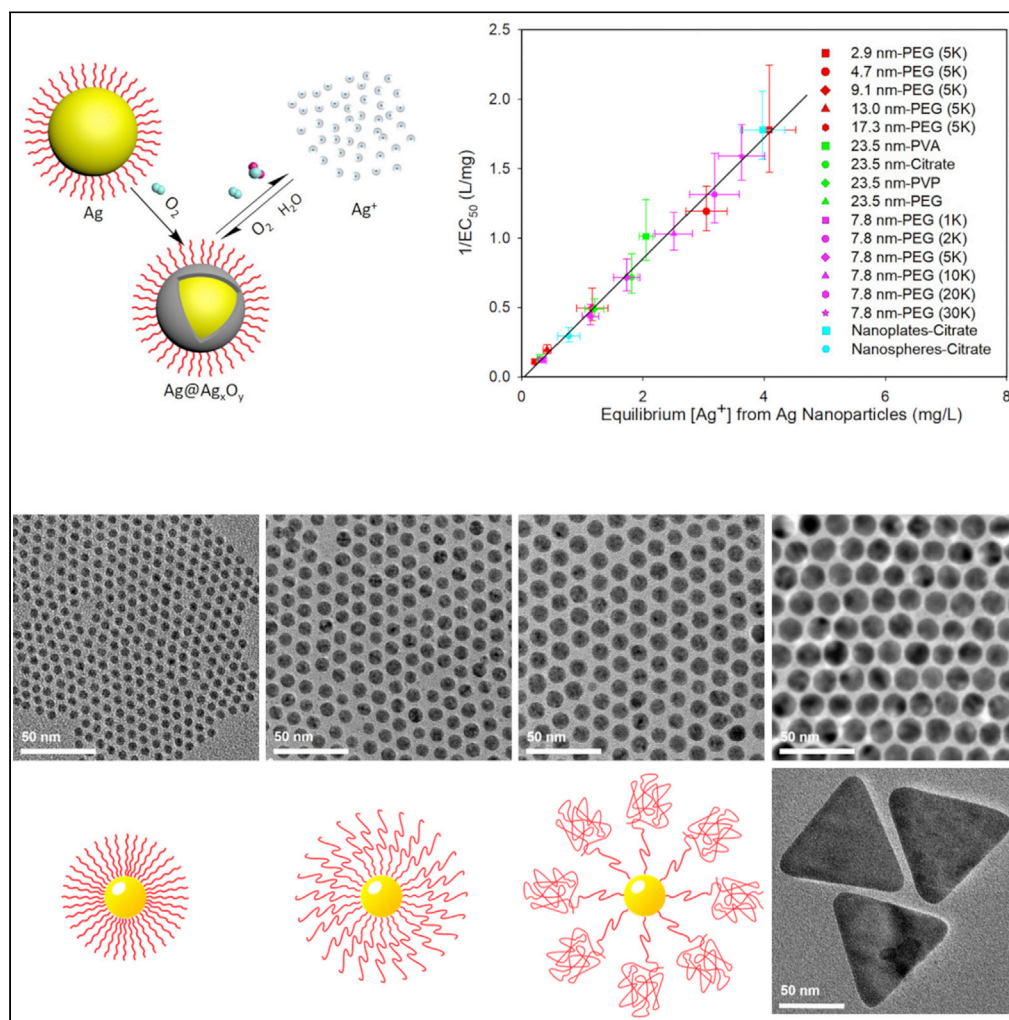 Ag
O₂
Ag@AgₓOᵧ
O₂
H₂O
Ag⁺
1/EC₅₀ (L/mg)
2.5
2.0
1.5
1.0
0.5
0.0
0
2
4
6
8
Equilibrium [Ag⁺] from Ag Nanoparticles (mg/L)
2.9 nm-PEG (5K)
4.7 nm-PEG (5K)
9.1 nm-PEG (5K)
13.0 nm-PEG (5K)
17.3 nm-PEG (5K)
23.5 nm-PVA
23.5 nm-Citrate
23.5 nm-PVP
23.5 nm-PEG
7.8 nm-PEG (1K)
7.8 nm-PEG (2K)
7.8 nm-PEG (5K)
7.8 nm-PEG (10K)
7.8 nm-PEG (20K)
7.8 nm-PEG (30K)
Nanoplates-Citrate
Nanospheres-Citrate
50 nm
50 nm
50 nm
50 nm
50 nm